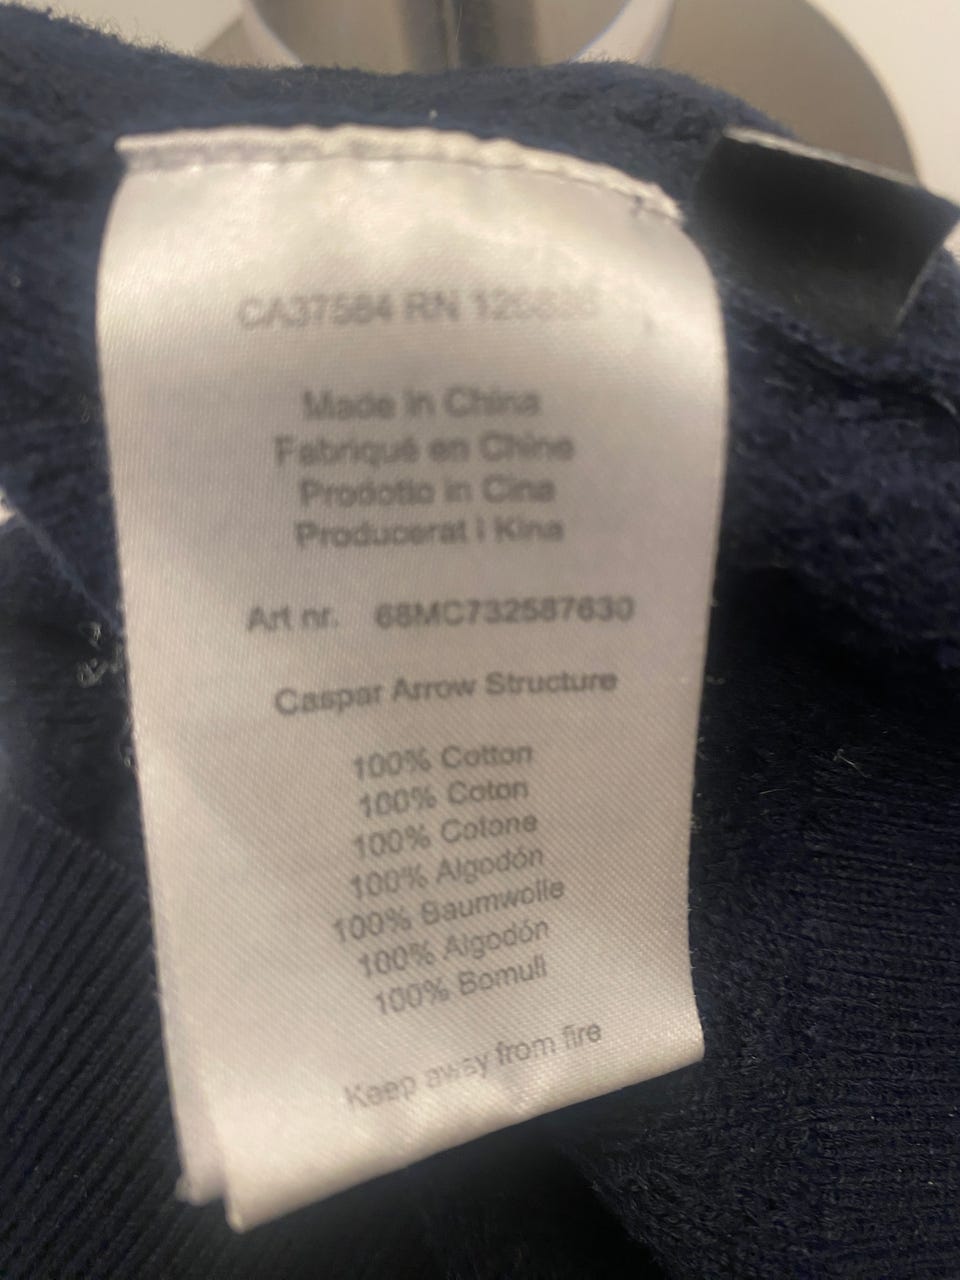 CA37584 RN
Made in China
Fabriqué en Chine
Prodotto in Cina
Producerat i Kina
Art nr. 68MC732587630
Caspar Arrow Structure
100% Cotton
100% Coton
100% Cotone
100% Algodón
100% Baumwolle
100% Algodón
100% Bomull
Keep away from fire